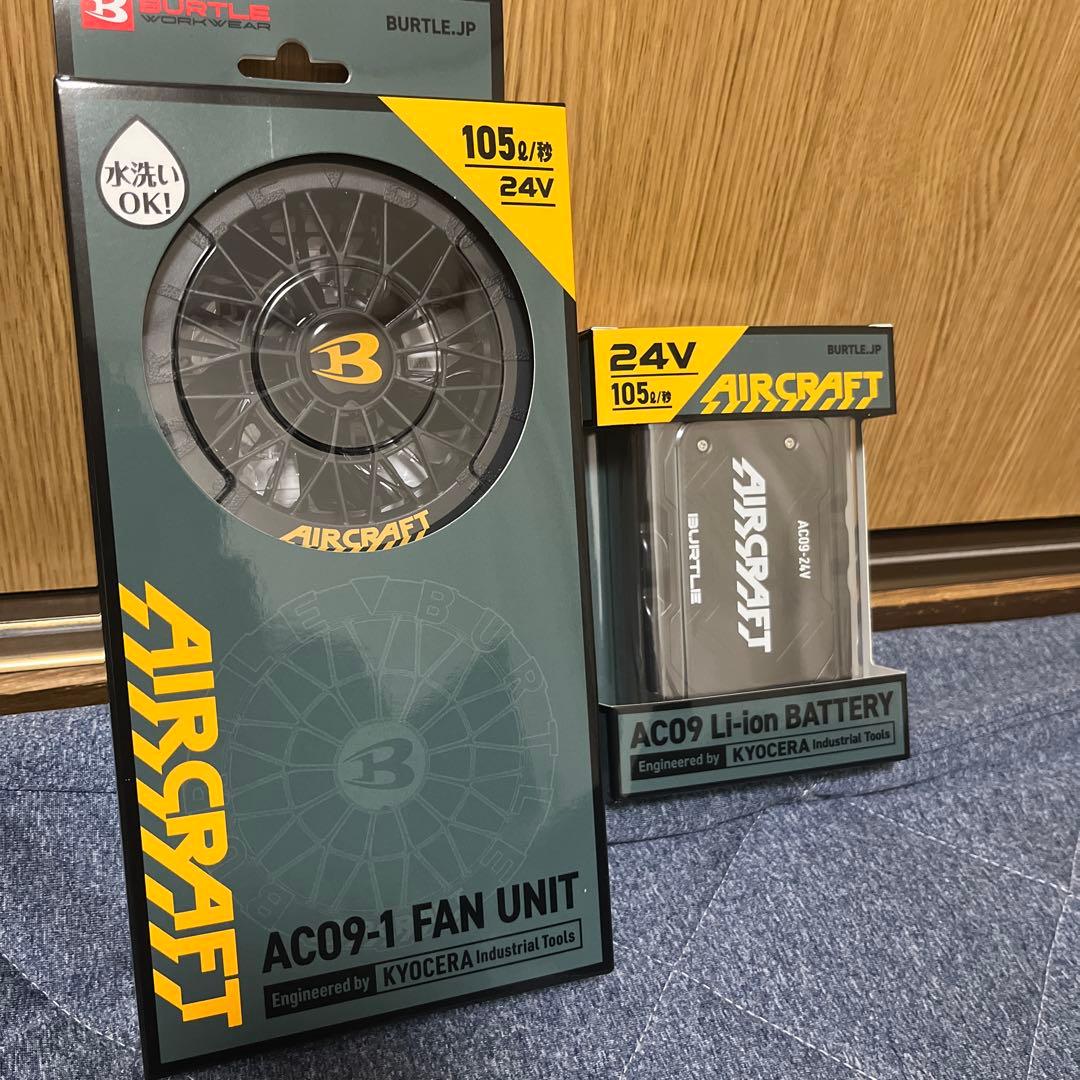 BURTLE
WORKWEAR
BURTLE.JP
水洗い
OK!
105ℓ/秒
24V
B
AIRCRAFT
AIRCRAFT
BURTLE
B
AC09-1 FAN UNIT
Engineered by KYOCERA Industrial Tools
24V
105ℓ/秒
BURTLE.JP
AIRCRAFT
AC09-24V
AIRCRAFT
BURTLE
AC09 Li-ion BATTERY
Engineered by KYOCERA Industrial Tools